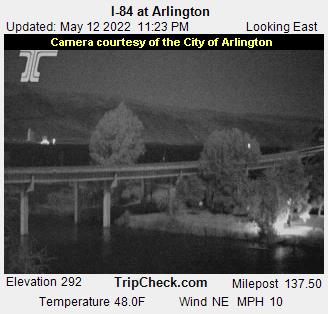 I-84 at Arlington
Updated: May 12 2022 11:23 PM Looking East
Camera courtesy of the City of Arlington
Elevation 292 TripCheck.com Milepost 137.50
Temperature 48.0F Wind NE MPH 10